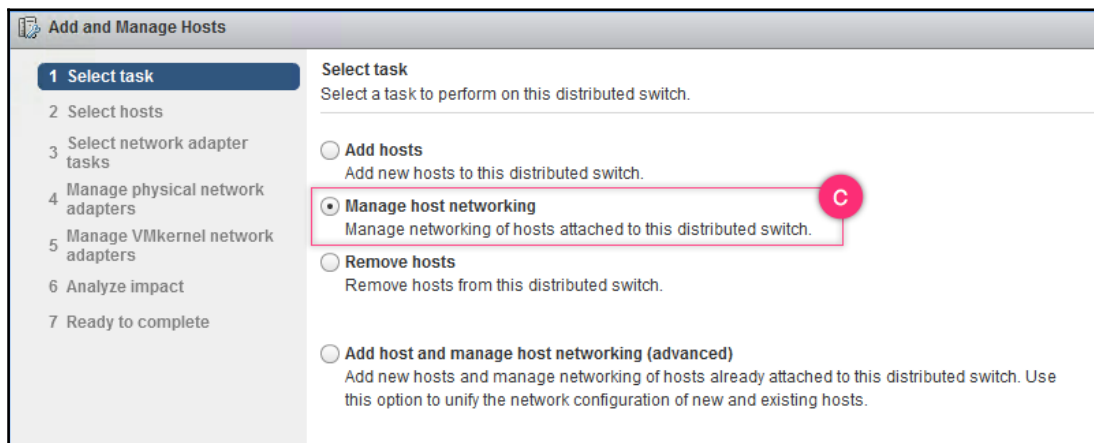 Add and Manage Hosts
1 Select task
2 Select hosts
3 Select network adapter
tasks
4 Manage physical network
adapters
5 Manage VMkernel network
adapters
6 Analyze impact
7 Ready to complete
Select task
Select a task to perform on this distributed switch.
Add hosts
Add new hosts to this distributed switch.
C
Manage host networking
Manage networking of hosts attached to this distributed switch.
Remove hosts
Remove hosts from this distributed switch.
Add host and manage host networking (advanced)
Add new hosts and manage networking of hosts already attached to this distributed switch. Use
this option to unify the network configuration of new and existing hosts.